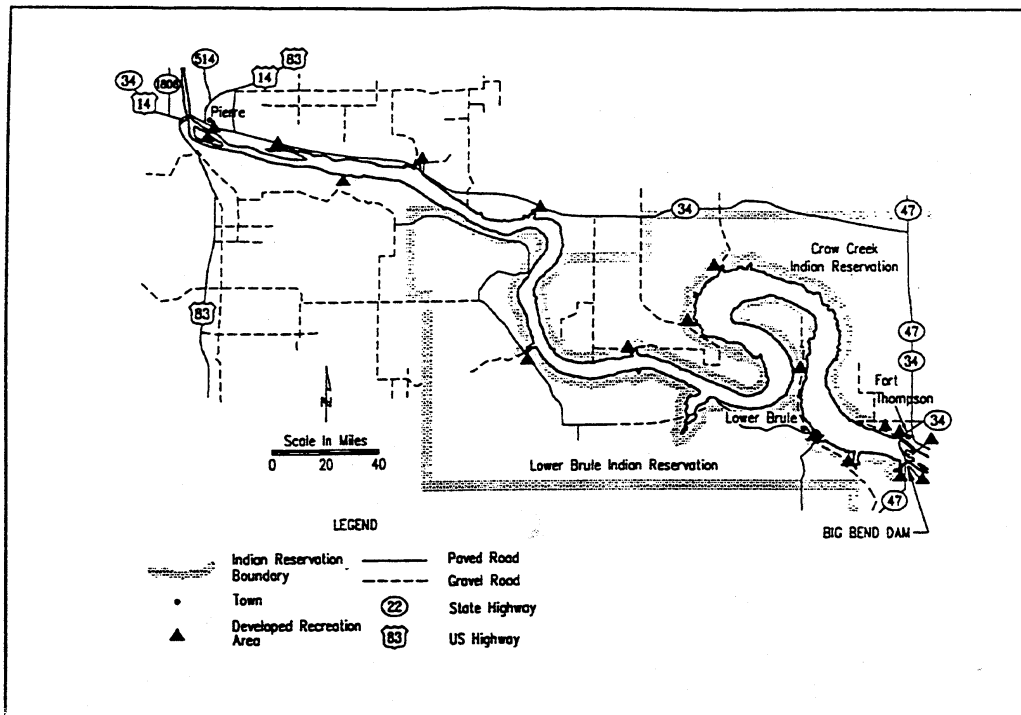 83
514
34
1806
14
14
Pierre
34
47
Crow Creek
Indian Reservation
83
47
34
Fort
Thompson
N
Scale In Miles
0 20 40
Lower Brule
34
Lower Brule Indian Reservation
47
BIG BEND DAM
LEGEND
Indian Reservation
Boundary
Paved Road
Gravel Road
Town
22
State Highway
Developed Recreation
Area
83
US Highway